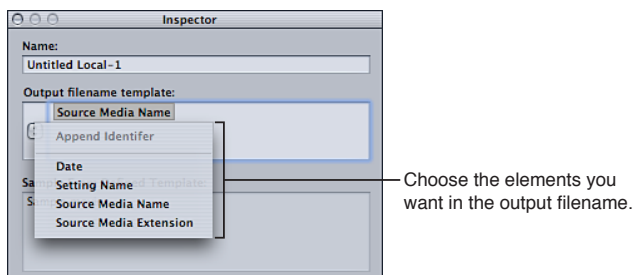 Inspector
Name:
Untitled Local-1
Output filename template:
Source Media Name
Append Identifer
Date
Setting Name
Source Media Name
Source Media Extension
Template:
Choose the elements you
want in the output filename.